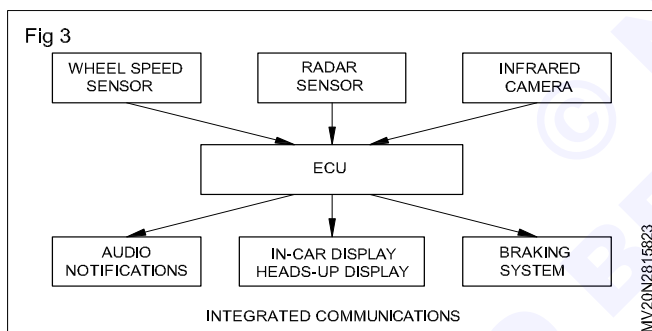 Fig 3
WHEEL SPEED
SENSOR
RADAR
SENSOR
INFRARED
CAMERA
ECU
AUDIO
NOTIFICATIONS
IN-CAR DISPLAY
HEADS-UP DISPLAY
BRAKING
SYSTEM
INTEGRATED COMMUNICATIONS
MV20N2815823
©